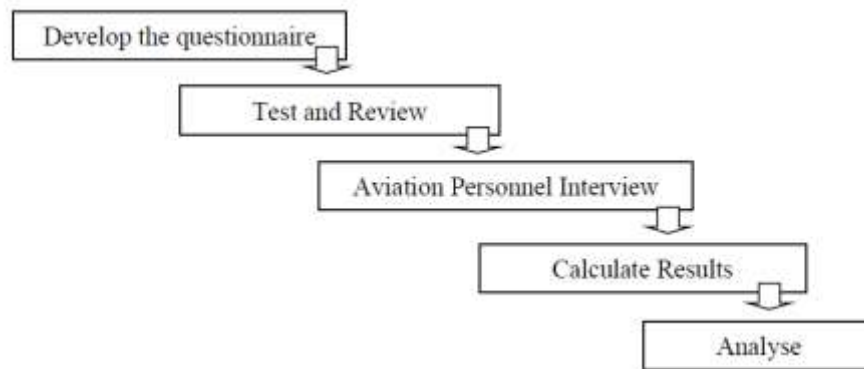 Develop the questionnaire
Test and Review
Aviation Personnel Interview
Calculate Results
Analyse